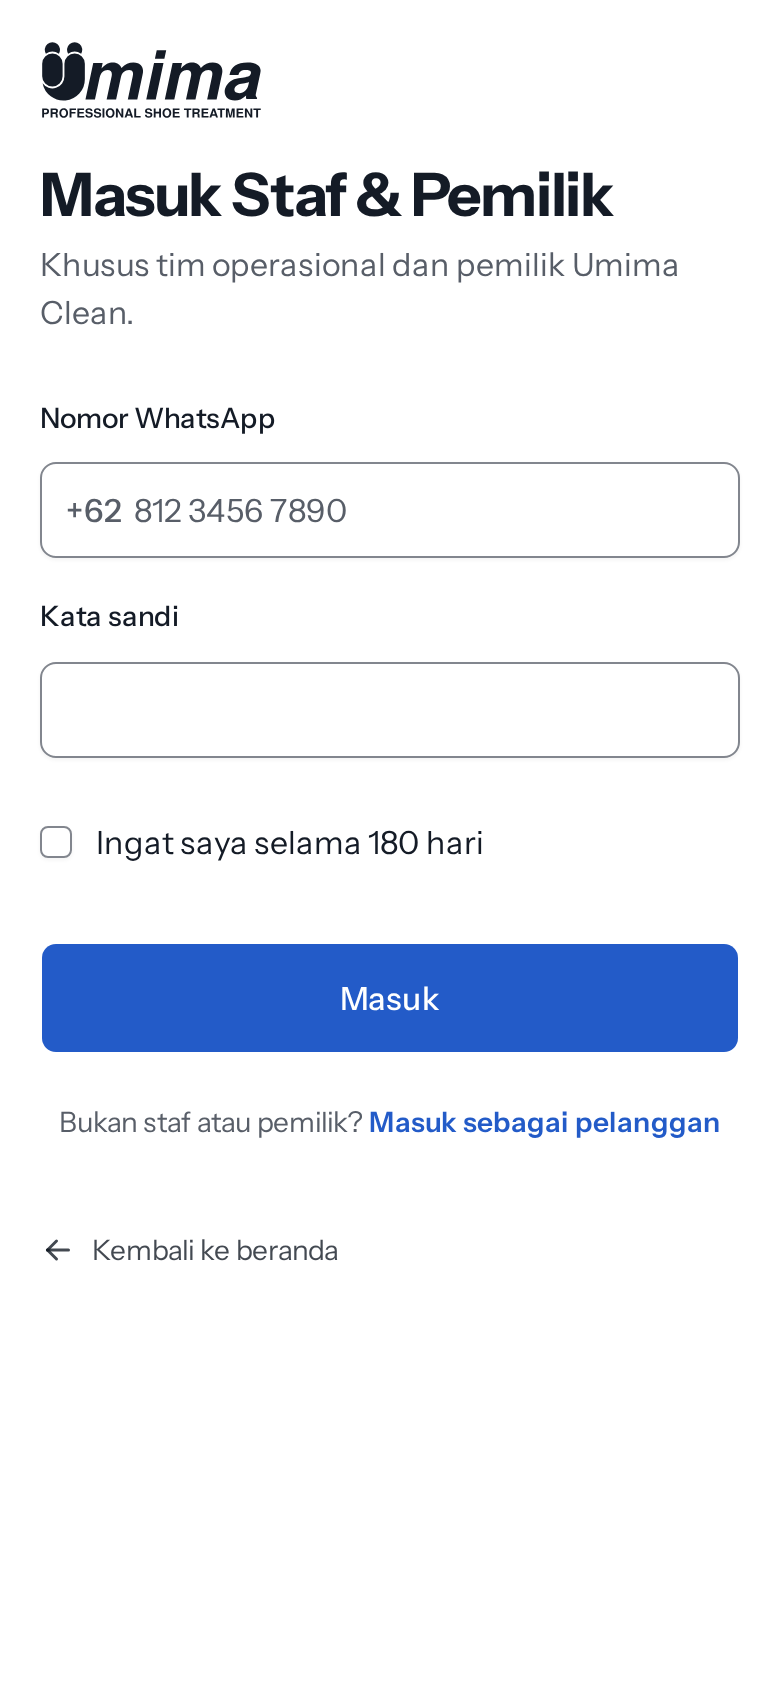 Ümima
PROFESSIONAL SHOE TREATMENT
Masuk Staf & Pemilik
Khusus tim operasional dan pemilik Umima
Clean.
Nomor WhatsApp
+62 812 3456 7890
Kata sandi
Ingat saya selama 180 hari
Masuk
Bukan staf atau pemilik? Masuk sebagai pelanggan
← Kembali ke beranda